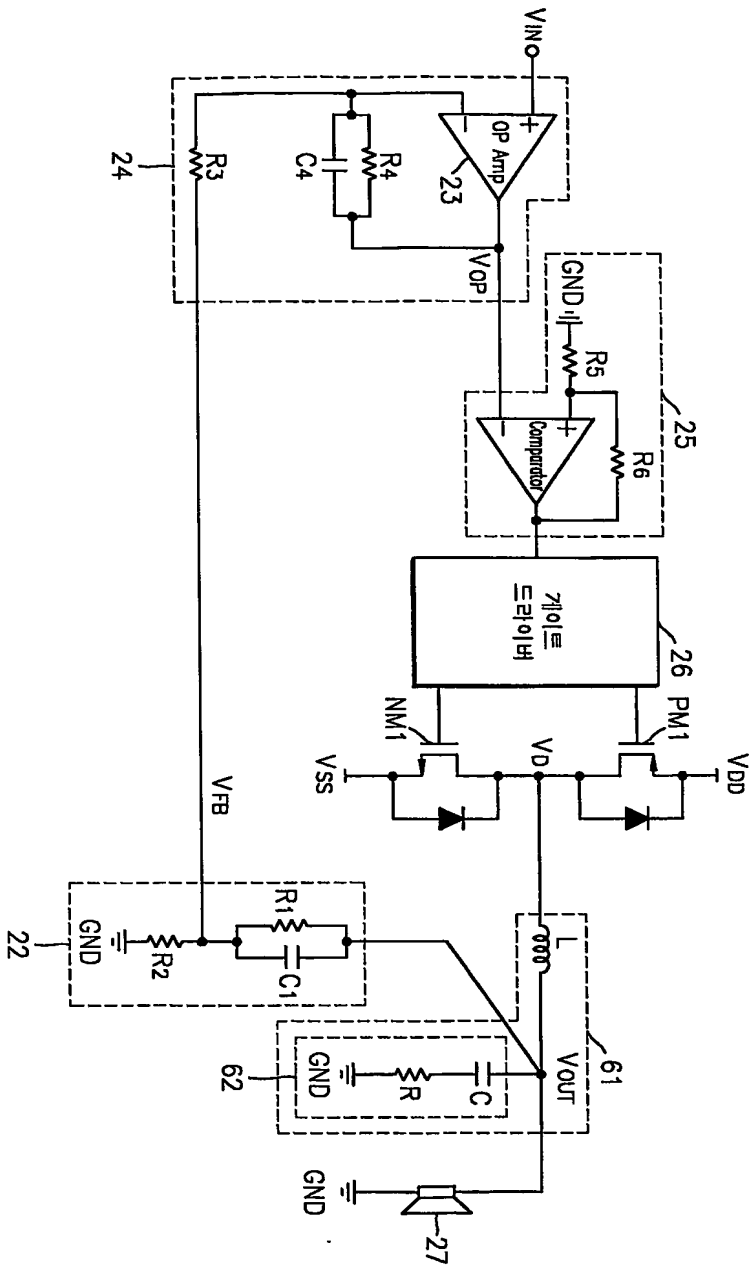 VIN
+
OP Amp
−
23
VOP
R4
C4
R3
24
GND
R5
R6
25
+
Comparator
−
게이트
드라이버
26
PM1
NM1
VDD
VD
VSS
VFB
R1
C1
R2
GND
22
L
VOUT
61
C
R
GND
62
27
GND